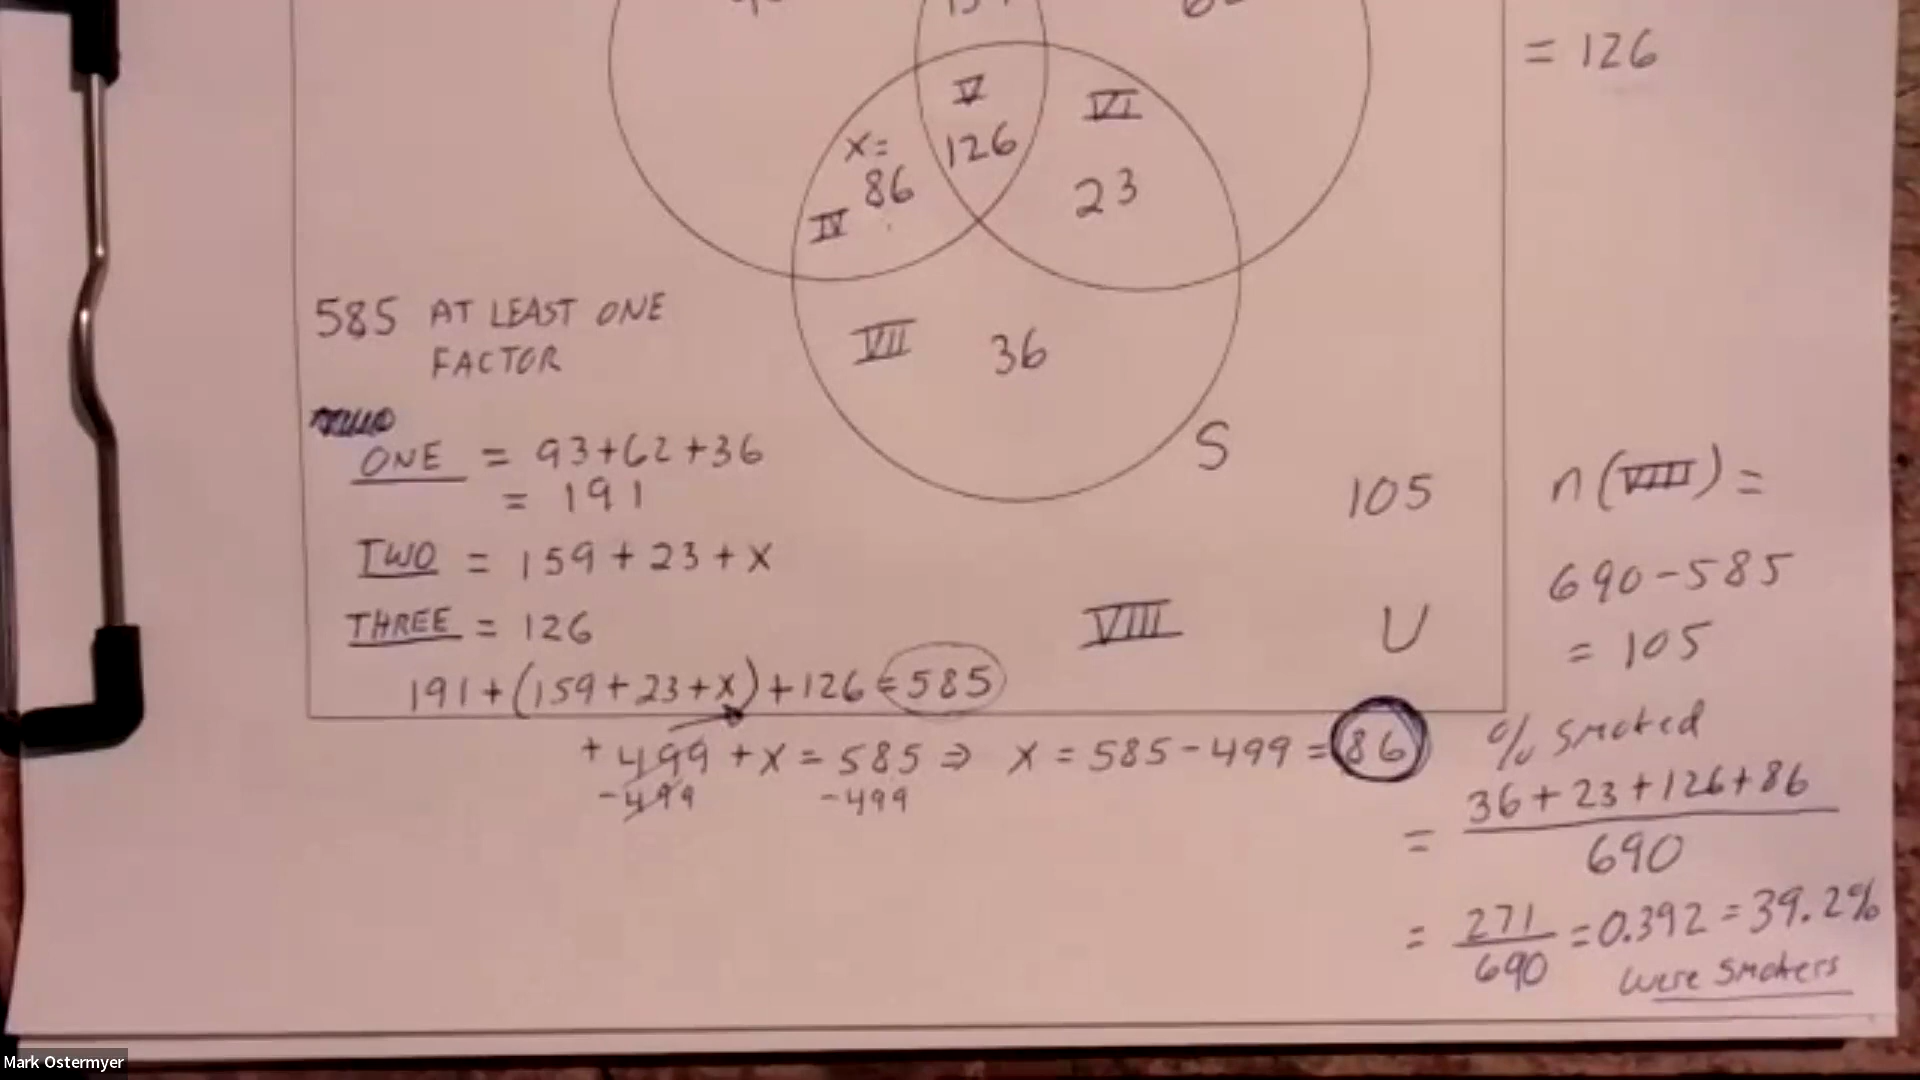 = 126
V
VI
X=
126
86
23
IV
585 AT LEAST ONE
FACTOR
VII
36
ONE = 93+62+36
= 191
S
105
n(VIII) =
TWO = 159 + 23 + X
690-585
THREE = 126
VIII
U
= 105
191+(159+23+x)+126=585
+499 +X = 585 ⇒ X = 585-499 = 86
-499 -499
% smoked
= 36+23+126+86
690
= 271 = 0.392 = 39.2%
690
were smokers
Mark Ostermyer